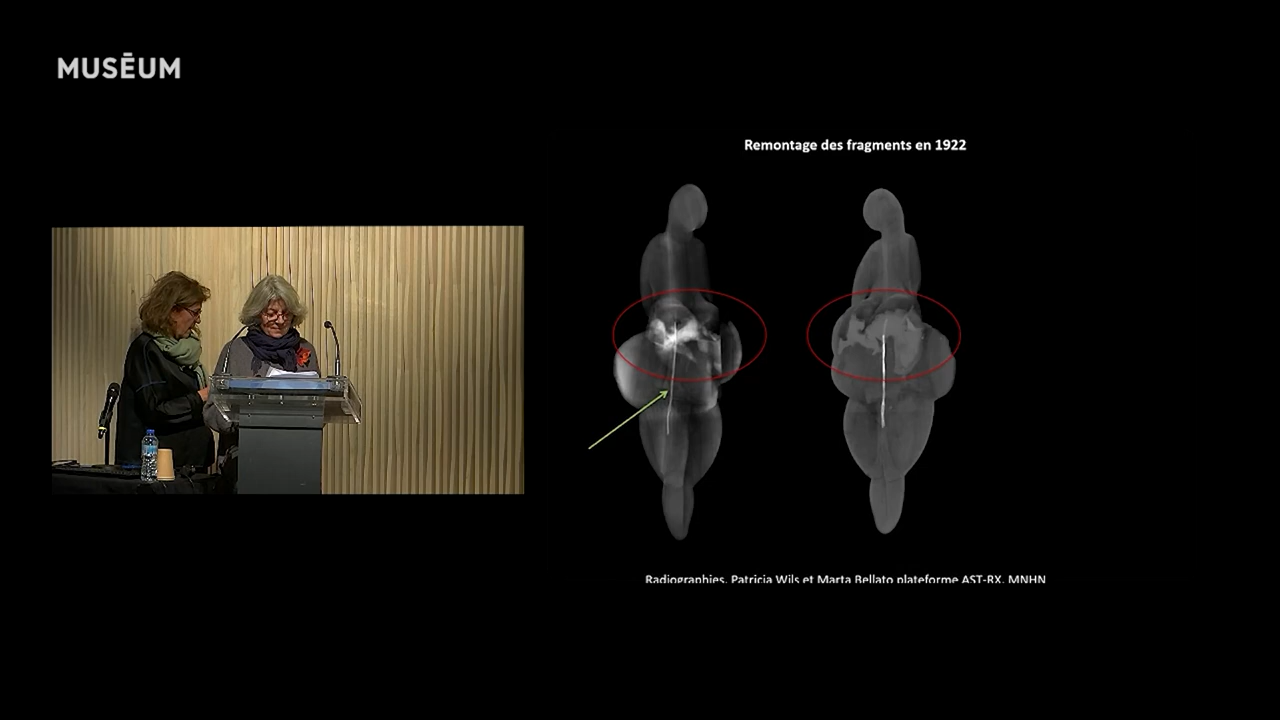 MUSĒUM
Remontage des fragments en 1922
Radiographies. Patricia Wils et Marta Bellato plateforme AST-RX. MNHN